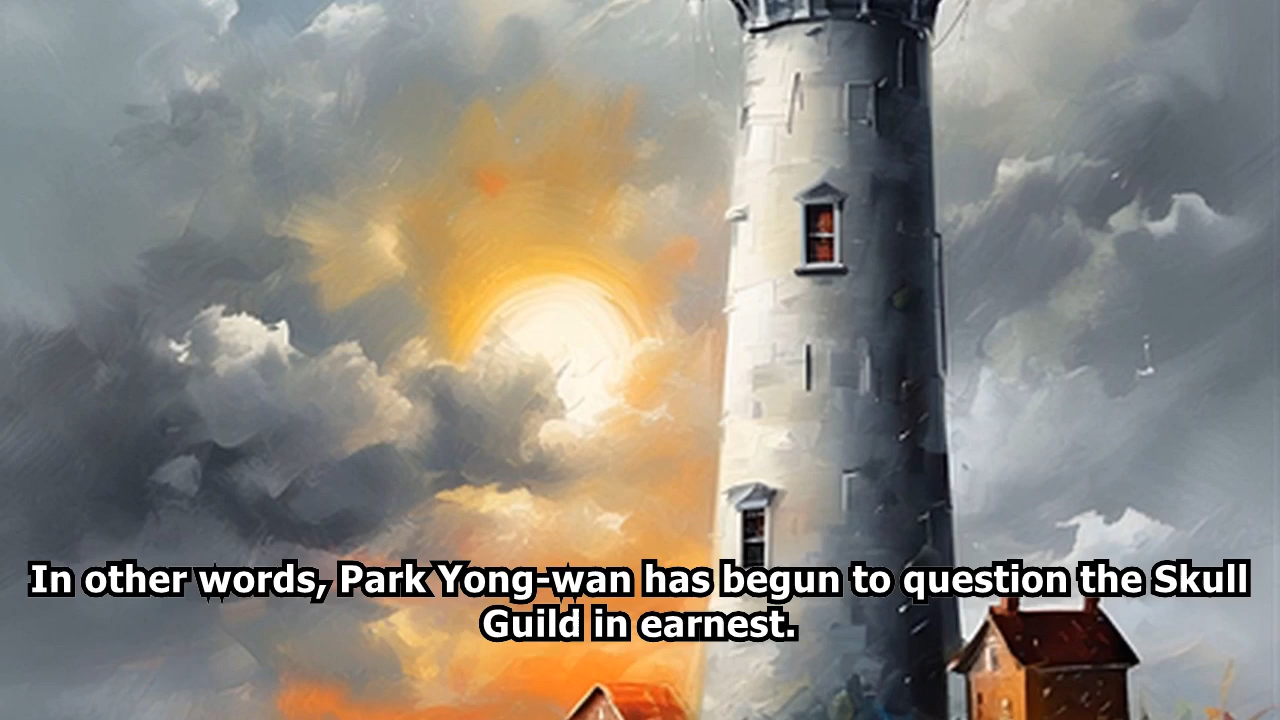 In other words, Park Yong-wan has begun to question the Skull
Guild in earnest.